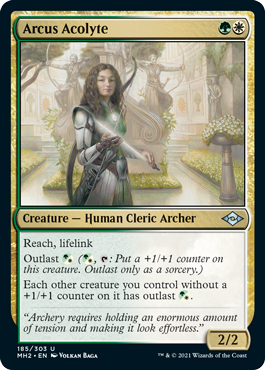 Arcus Acolyte
Creature — Human Cleric Archer
Reach, lifelink
Outlast (, : Put a +1/+1 counter on
this creature. Outlast only as a sorcery.)
Each other creature you control without a
+1/+1 counter on it has outlast .
“Archery requires holding an enormous amount
of tension and making it look effortless.”
2/2
185/303 U
MH2 • EN VOLKAN BAGA
™ & © 2021 Wizards of the Coast